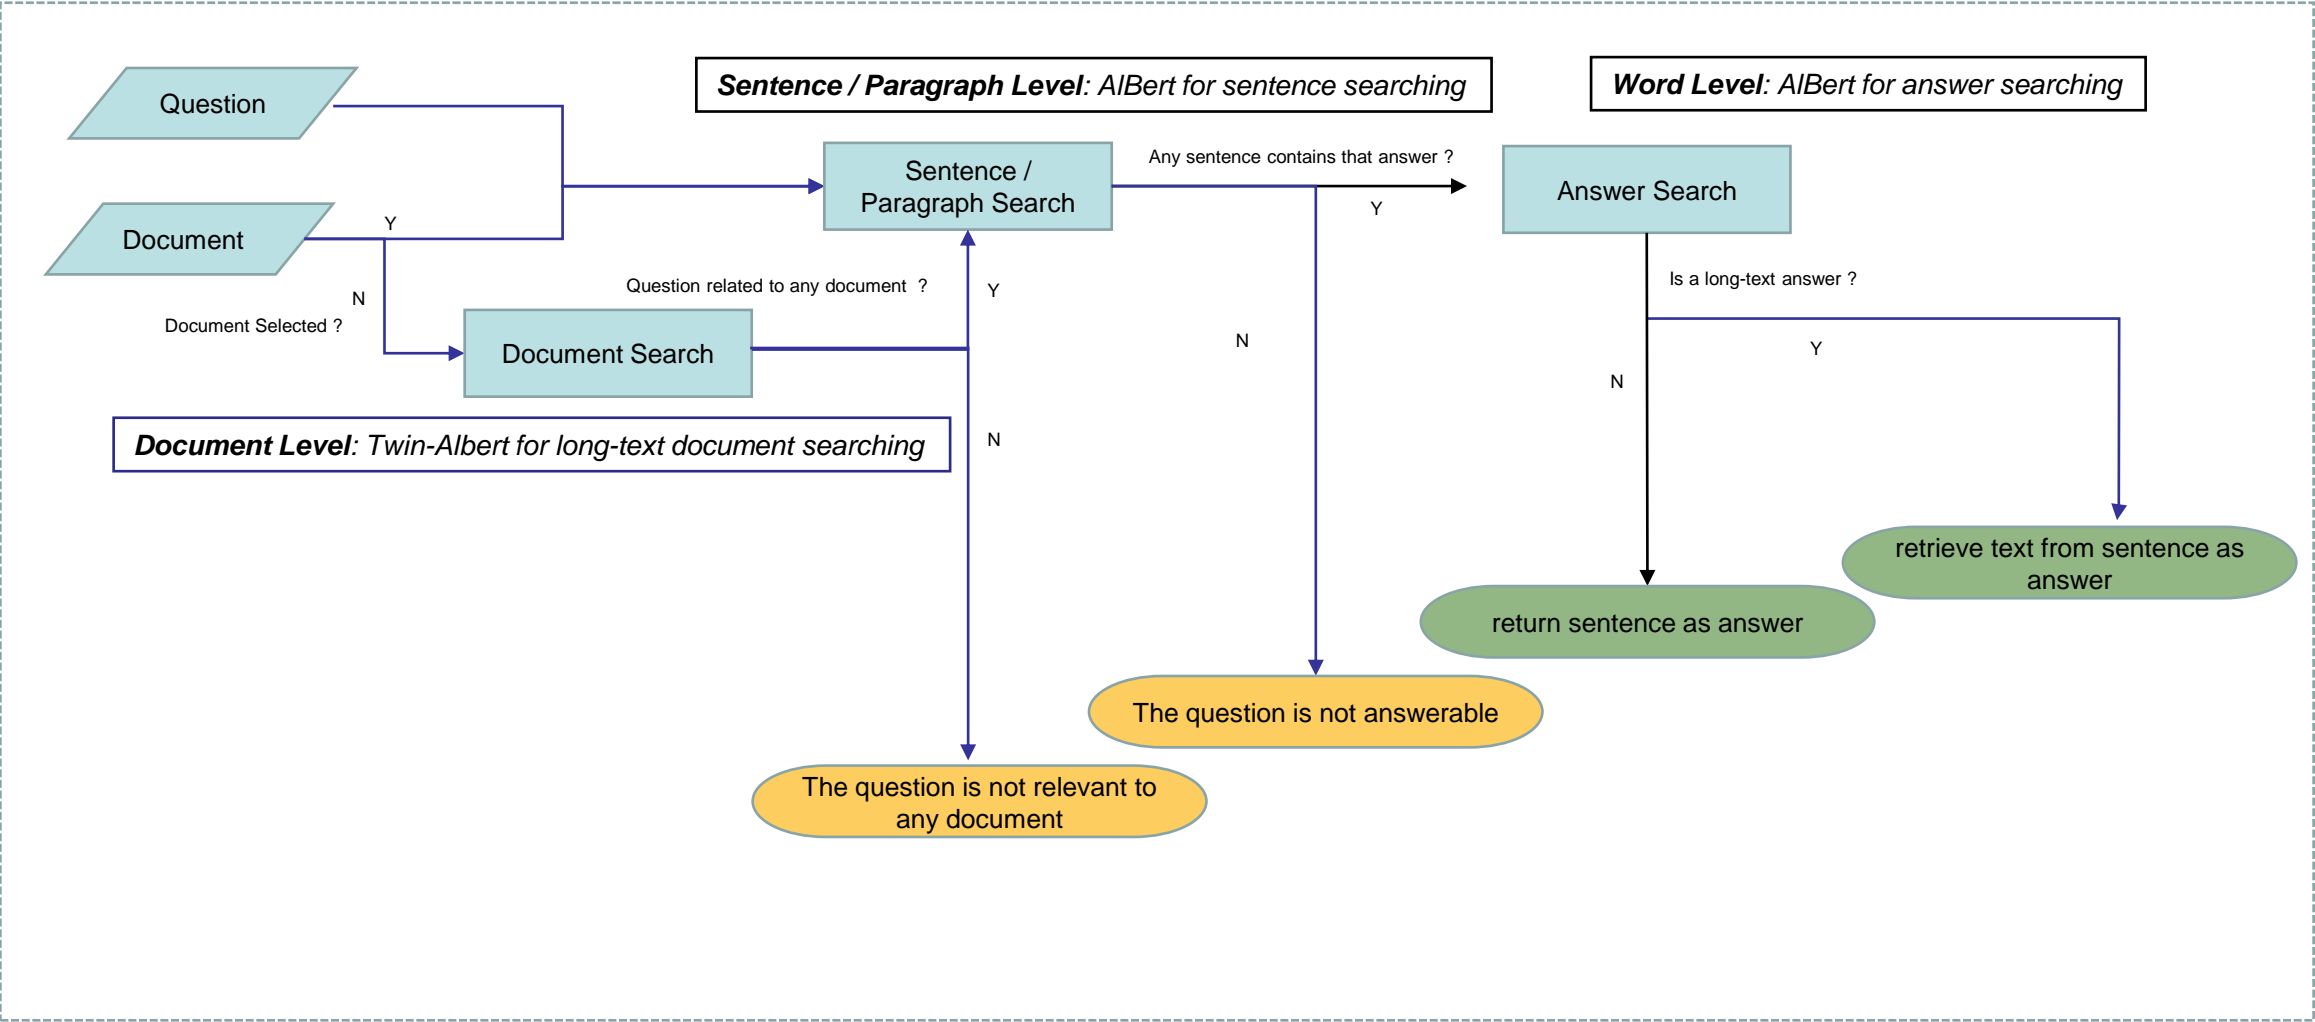 Sentence / Paragraph Level: AlBert for sentence searching
Word Level: AlBert for answer searching
Question
Sentence /
Paragraph Search
Any sentence contains that answer ?
Y
Answer Search
Document
Y
N
Document Selected ?
Question related to any document ?
Y
Document Search
N
Is a long-text answer ?
Y
N
Document Level: Twin-Albert for long-text document searching
N
retrieve text from sentence as
answer
return sentence as answer
The question is not answerable
The question is not relevant to
any document